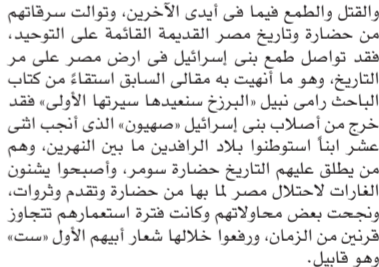 والقتل والطمع فيما فى أيدى الآخرين، وتوالت سرقاتهم
من حضارة وتاريخ مصر القديمة القائمة على التوحيد،
فقد تواصل طمع بنى إسرائيل فى ارض مصر على مر
التاريخ، وهو ما أنهيت به مقالى السابق استقاءً من كتاب
الباحث رامى نبيل «البرزخ سنعيدها سيرتها الأولى» فقد
خرج من أصلاب بنى إسرائيل «صهيون» الذى أنجب اثنى
عشر ابناً استوطنوا بلاد الرافدين ما بين النهرين، وهم
من يطلق عليهم التاريخ حضارة سومر، وأصبحوا يشنون
الغارات لاحتلال مصر لما بها من حضارة وتقدم وثروات،
ونجحت بعض محاولاتهم وكانت فترة استعمارهم تتجاوز
قرنين من الزمان، ورفعوا خلالها شعار أبيهم الأول «ست»
وهو قابيل.